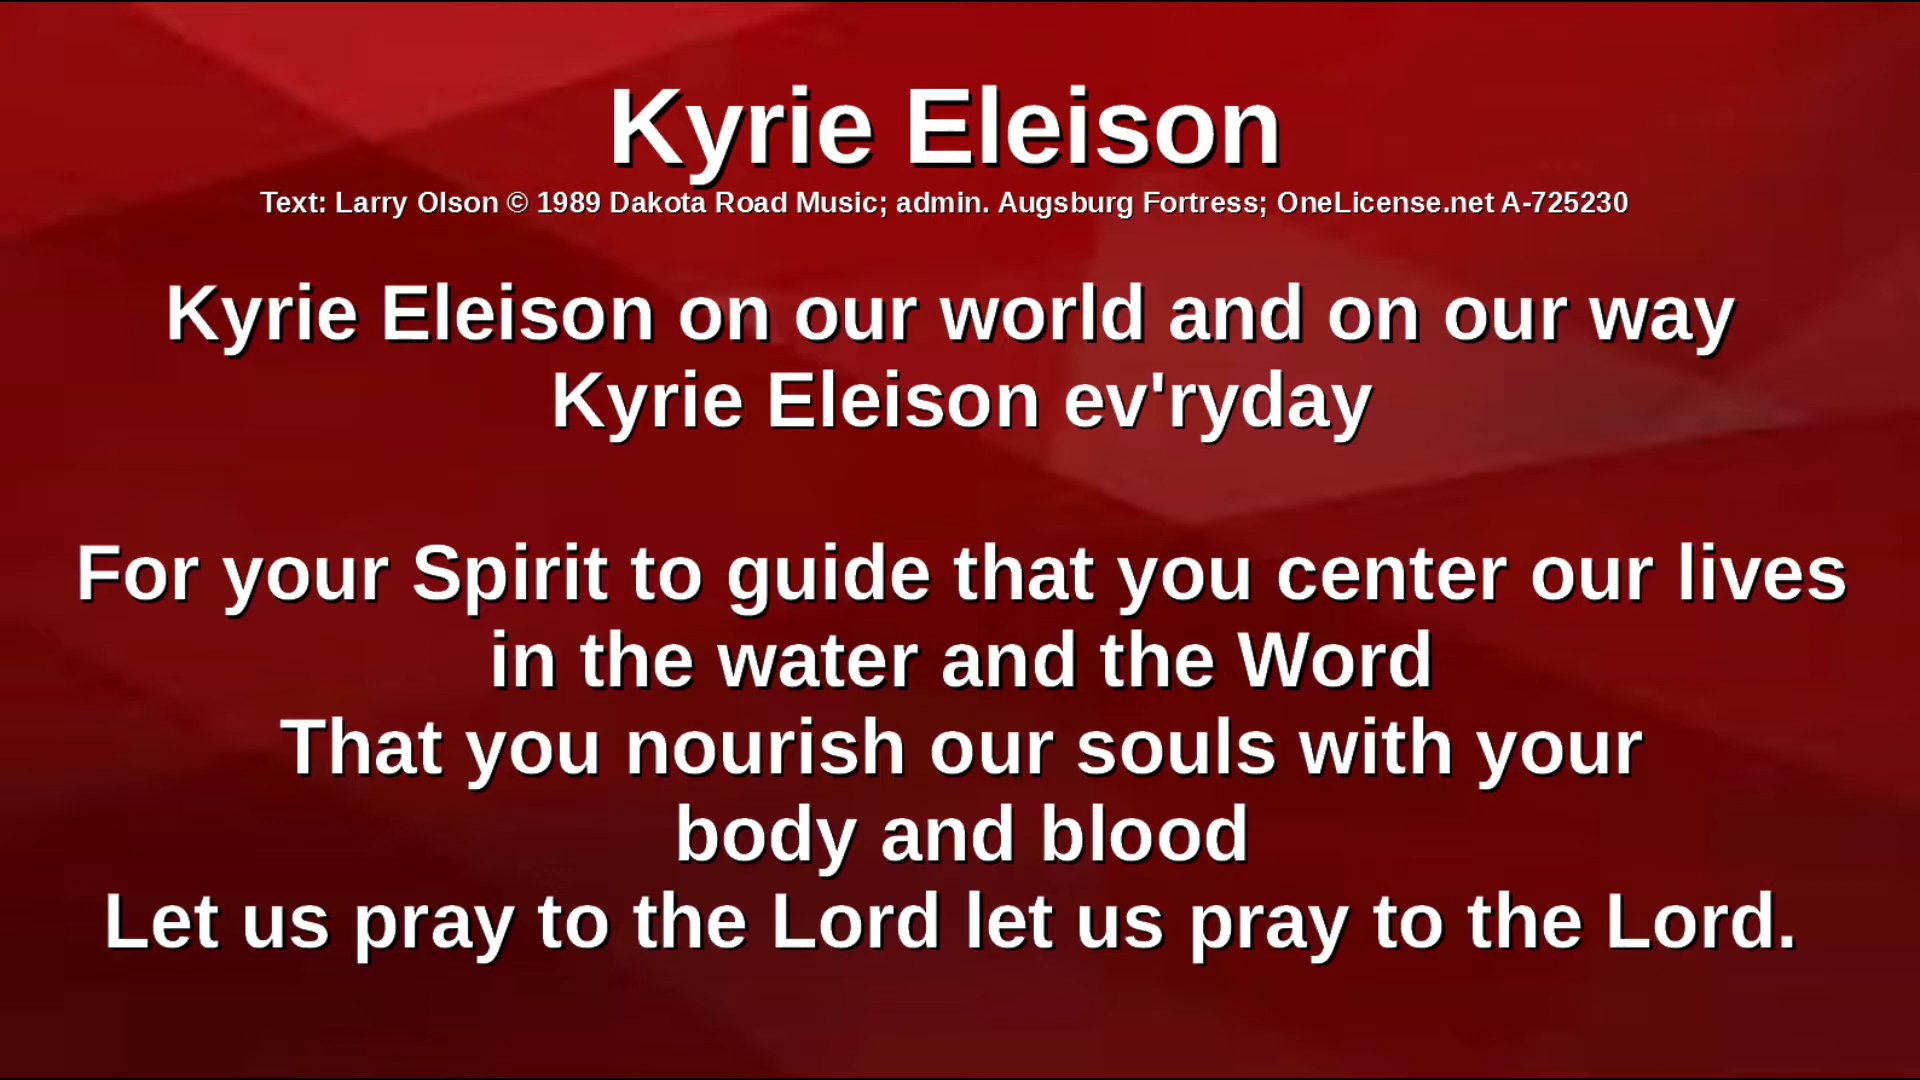 Kyrie Eleison
Text: Larry Olson © 1989 Dakota Road Music; admin. Augsburg Fortress; OneLicense.net A-725230
Kyrie Eleison on our world and on our way
Kyrie Eleison ev'ryday
For your Spirit to guide that you center our lives
in the water and the Word
That you nourish our souls with your
body and blood
Let us pray to the Lord let us pray to the Lord.